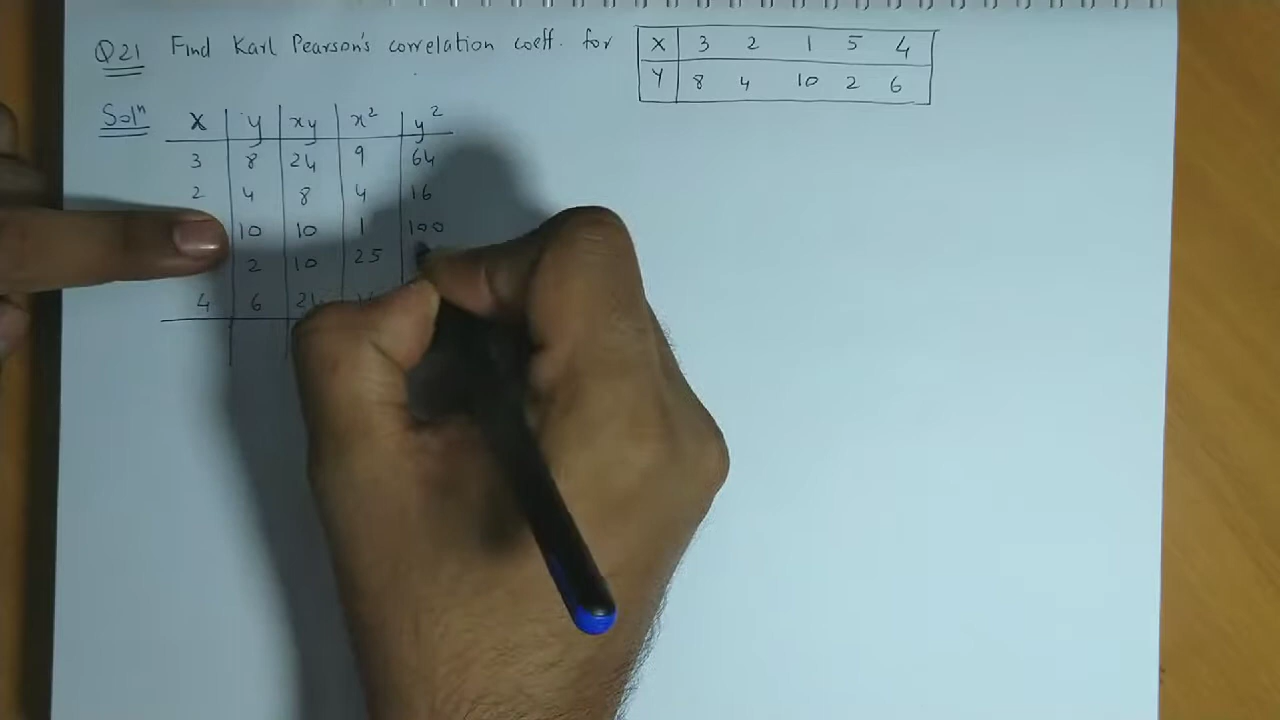 Q21 Find Karl Pearson's correlation coeff. for
X 3 2 1 5 4
Y 8 4 10 2 6
Solⁿ
X y xy x² y²
3 8 24 9 64
2 4 8 4 16
10 10 1 100
2 10 25
4 6